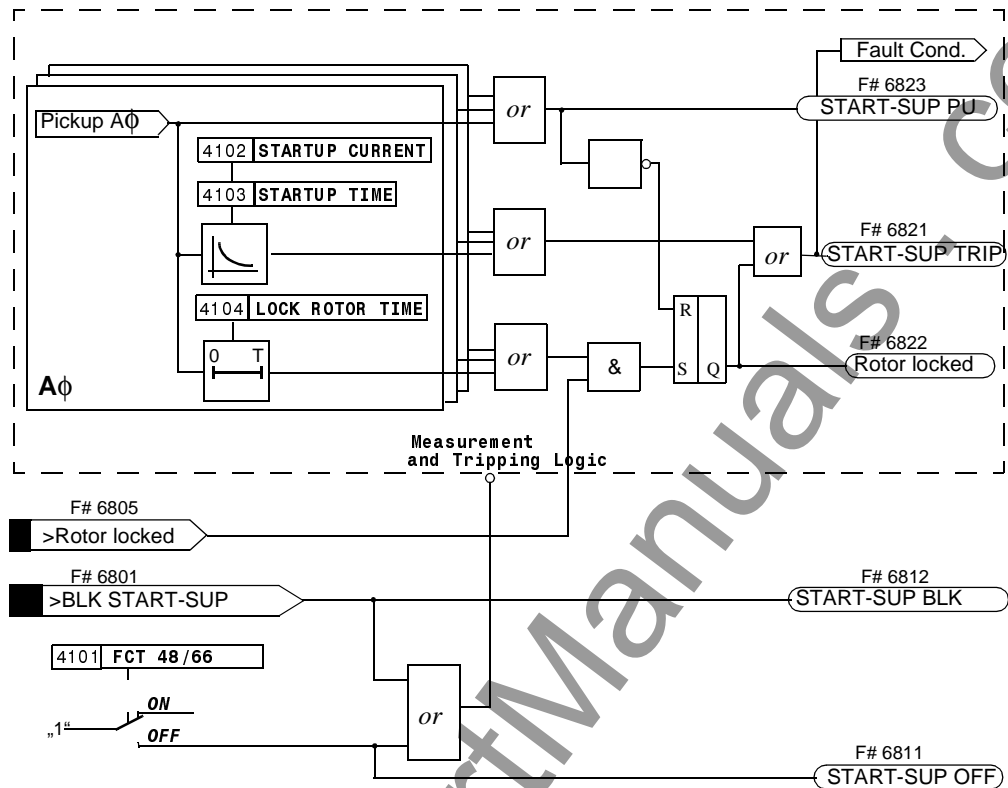 Fault Cond.
F# 6823
START-SUP PU
or
Pickup Aϕ
4102 STARTUP CURRENT
4103 STARTUP TIME
or
F# 6821
or
START-SUP TRIP
4104 LOCK ROTOR TIME
R
0 T
or
&
S Q
F# 6822
Rotor locked
Aϕ
Measurement
and Tripping Logic
F# 6805
>Rotor locked
F# 6801
>BLK START-SUP
F# 6812
START-SUP BLK
4101 FCT 48/66
ON
„1“
OFF
or
F# 6811
START-SUP OFF